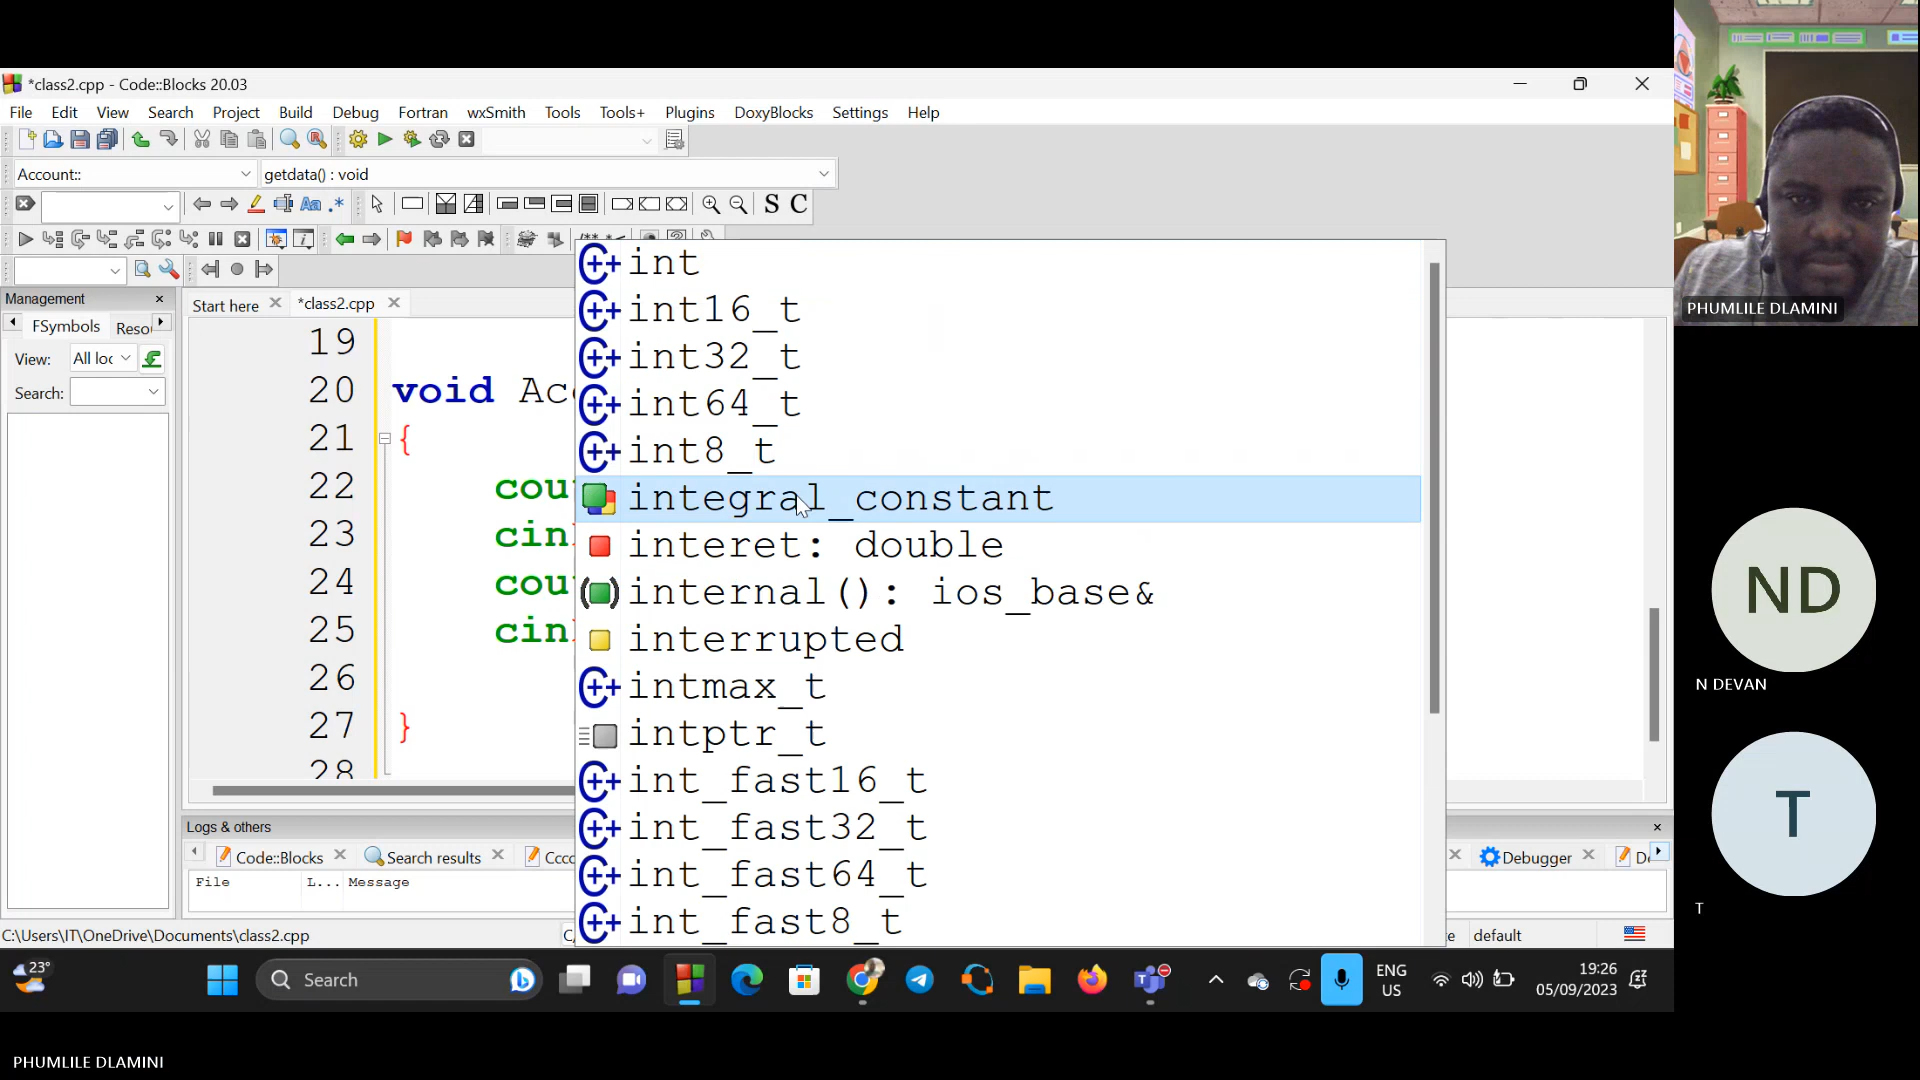 *class2.cpp - Code::Blocks 20.03
File Edit View Search Project Build Debug Fortran wxSmith Tools Tools+ Plugins DoxyBlocks Settings Help
Account:: getdata() : void
S C
Management
Start here *class2.cpp
FSymbols Reso
View: All loc
Search:
19
20 void Acc
21 {
22 cou
23 cin
24 cou
25 cin
26
27 }
28
int
int16_t
int32_t
int64_t
int8_t
integral_constant
interet: double
internal(): ios_base&
interrupted
intmax_t
intptr_t
int_fast16_t
int_fast32_t
int_fast64_t
int_fast8_t
Logs & others
Code::Blocks Search results Cccc Debugger
File L... Message
C:\Users\IT\OneDrive\Documents\class2.cpp default
23° Search ENG US 19:26 05/09/2023
PHUMLILE DLAMINI
ND
N DEVAN
T
T
PHUMLILE DLAMINI